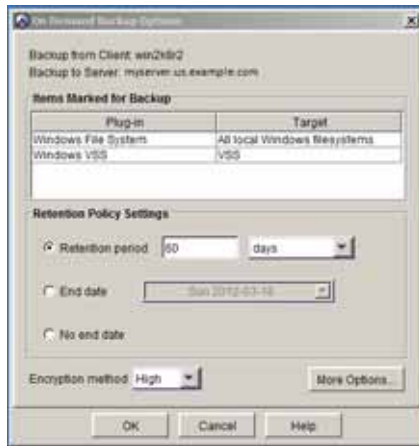 On Demand Backup Options
Backup from Client: win2k8r2
Backup to Server: myserver.us.example.com
Items Marked for Backup
Plug-in Target
Windows File System All local Windows filesystems
Windows VSS VSS
Retention Policy Settings
Retention period 60 days
End date Sun 2012-03-18
No end date
Encryption method High More Options...
OK Cancel Help